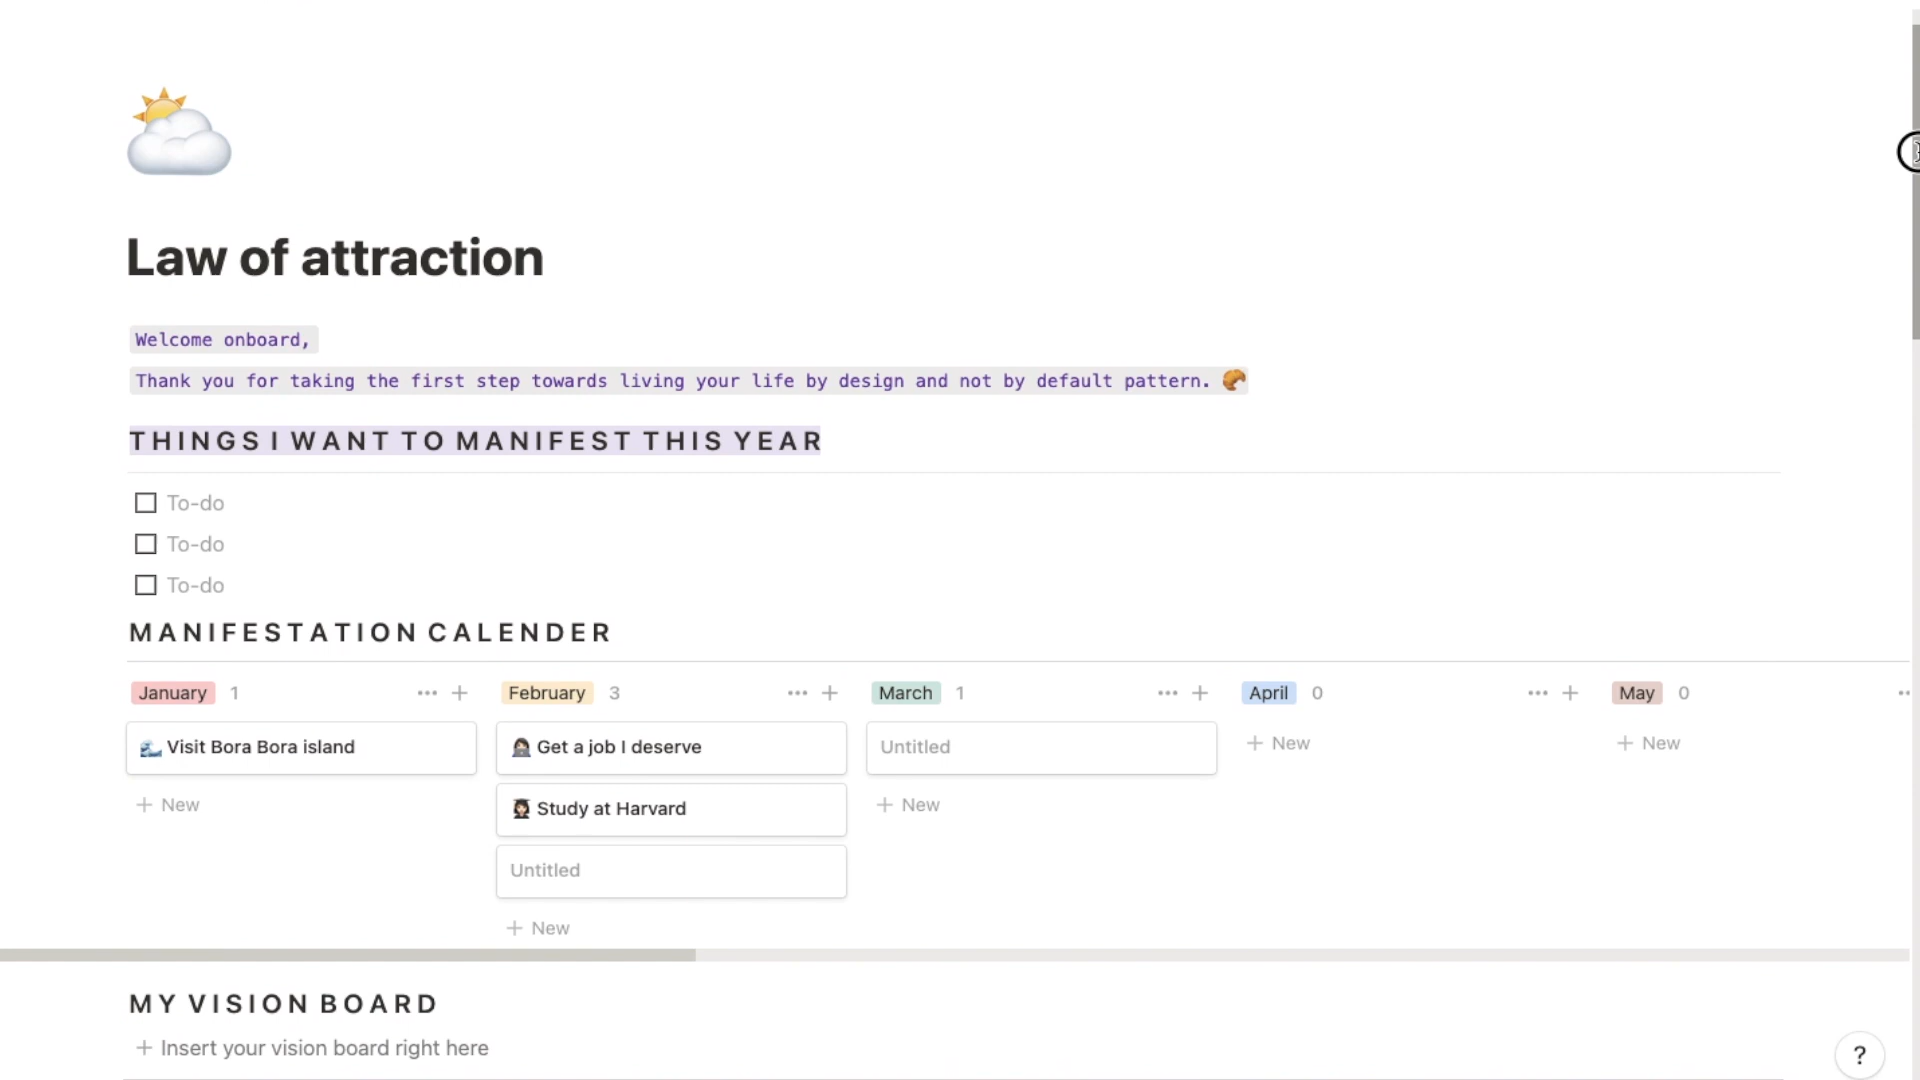 Law of attraction
Welcome onboard,
Thank you for taking the first step towards living your life by design and not by default pattern. 🥐
THINGS I WANT TO MANIFEST THIS YEAR
To-do
To-do
To-do
MANIFESTATION CALENDER
January 1 ••• + February 3 ••• + March 1 ••• + April 0 ••• + May 0
🌊 Visit Bora Bora island
+ New
Get a job I deserve
Study at Harvard
Untitled
+ New
Untitled
+ New
+ New
+ New
MY VISION BOARD
+ Insert your vision board right here
?